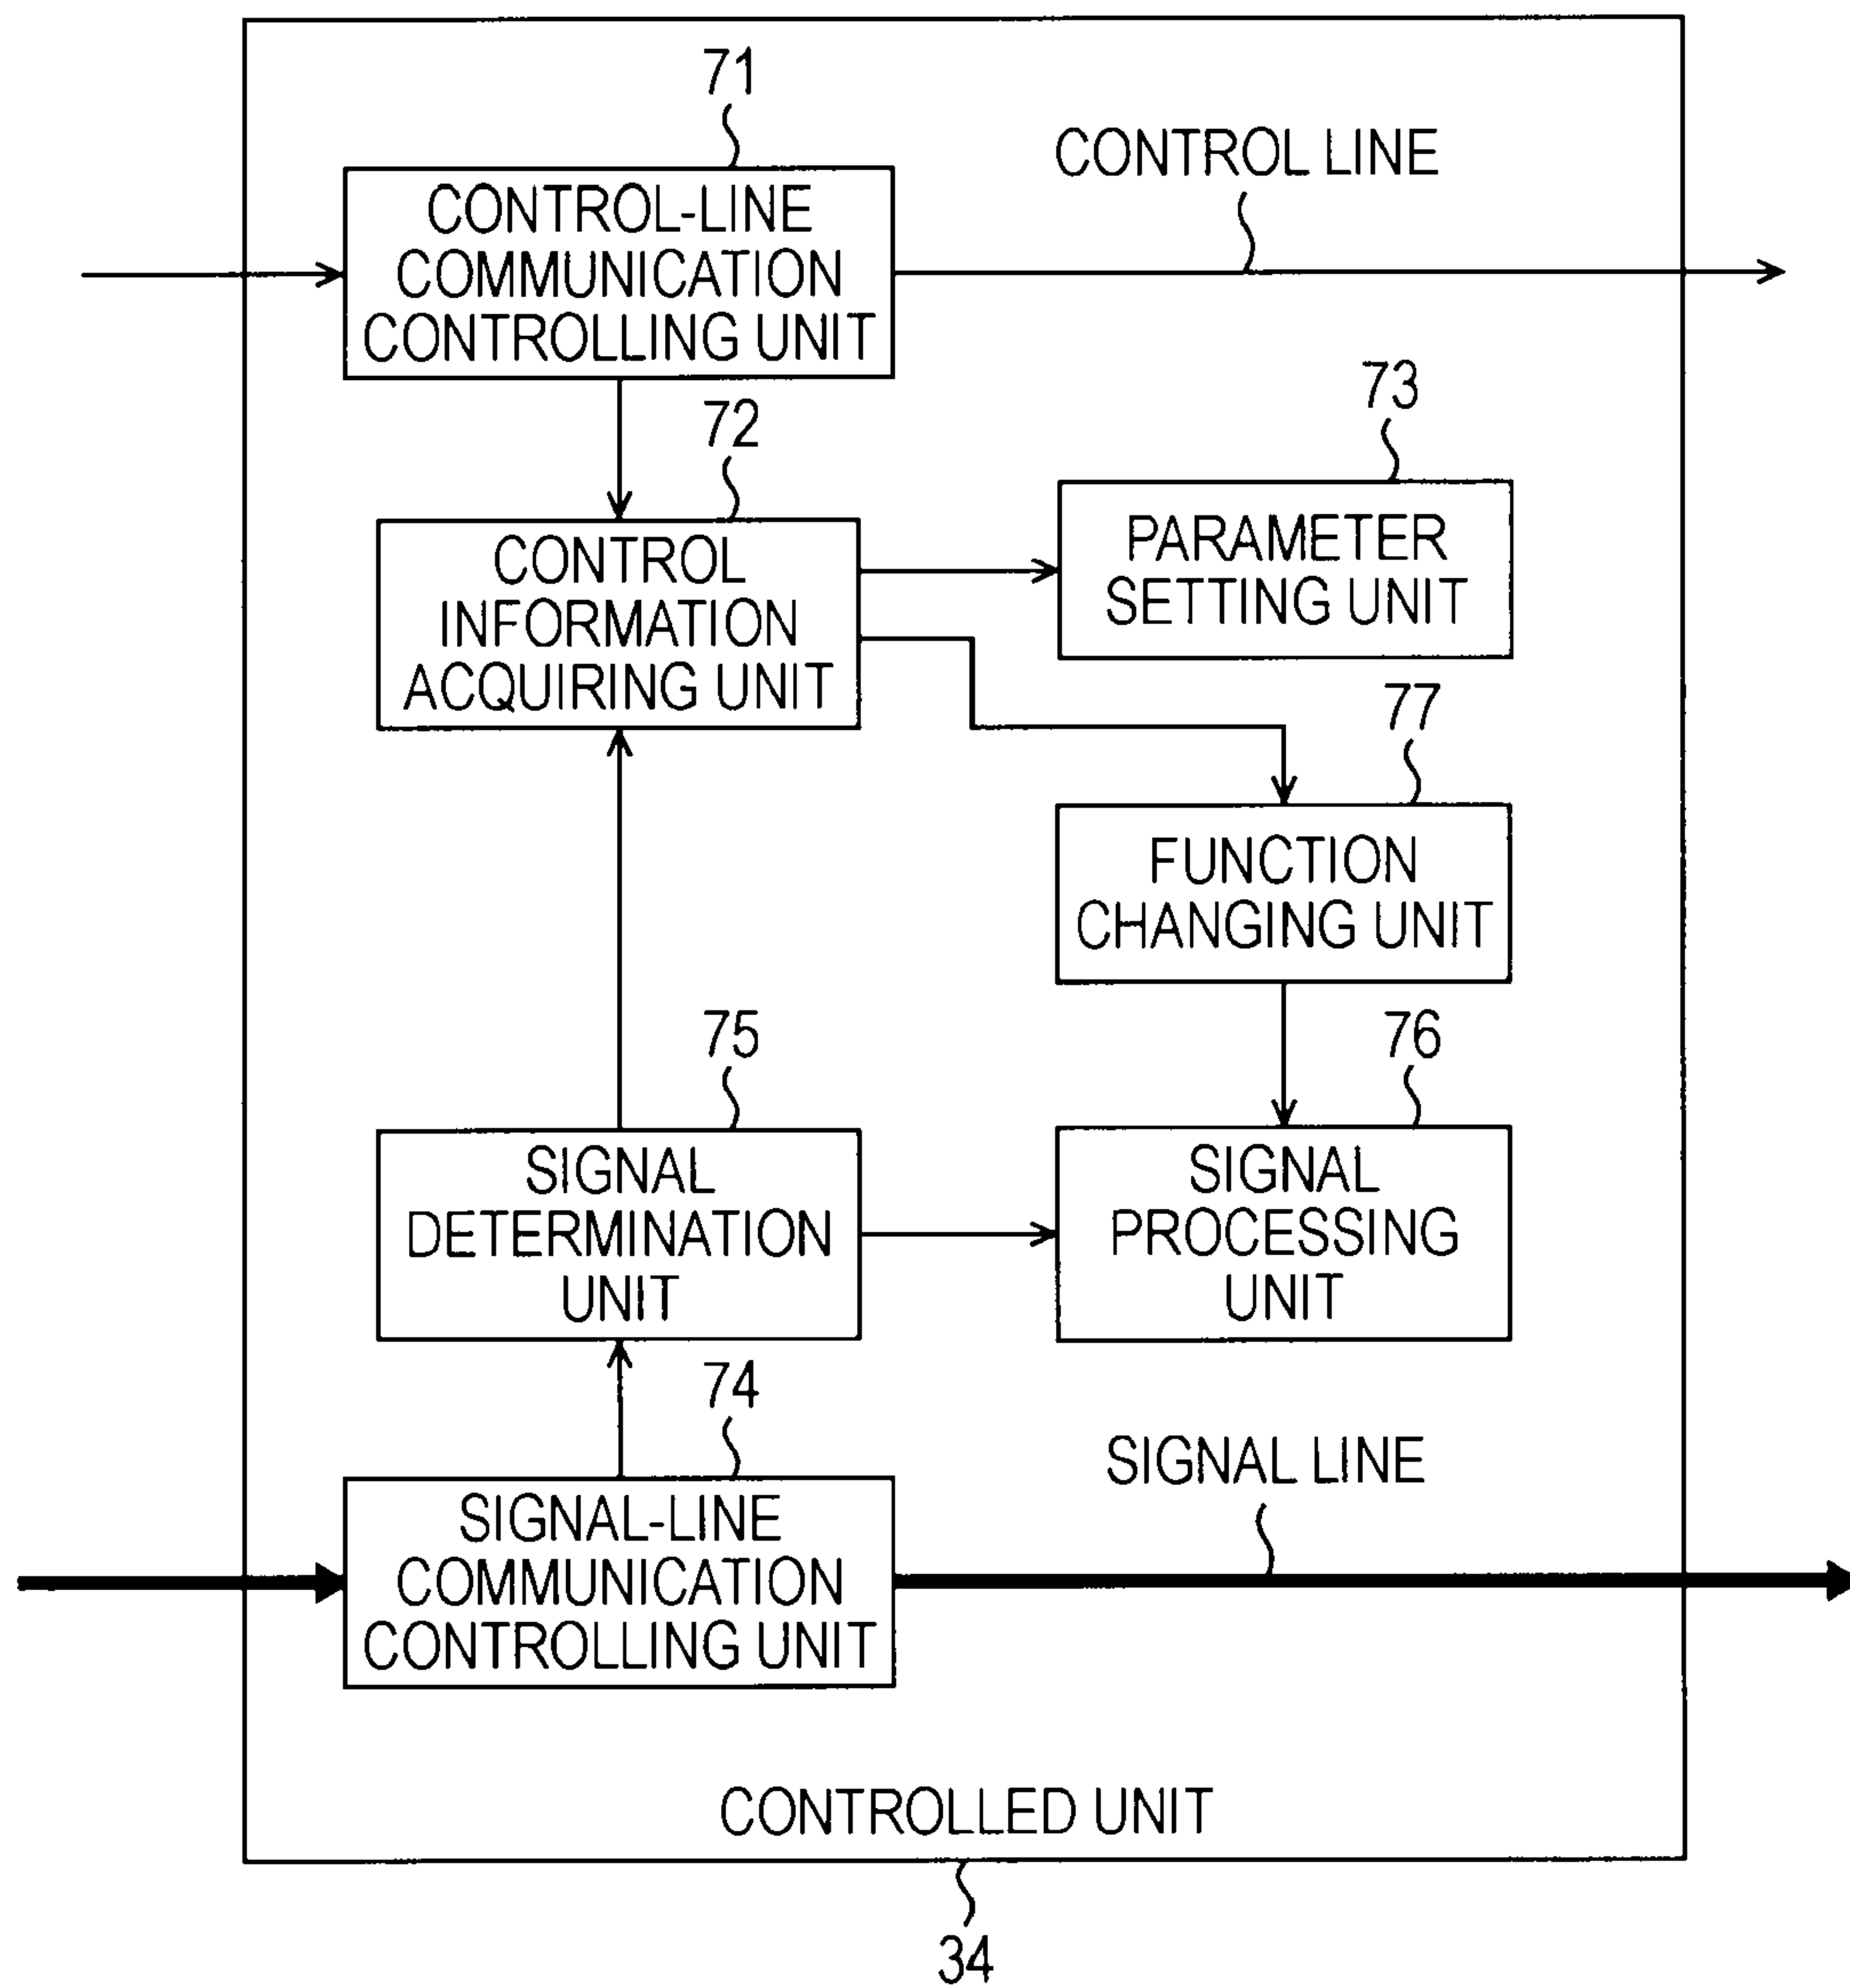 71
CONTROL LINE
CONTROL-LINE
COMMUNICATION
CONTROLLING UNIT
72
73
CONTROL
INFORMATION
ACQUIRING UNIT
PARAMETER
SETTING UNIT
77
FUNCTION
CHANGING UNIT
75
76
SIGNAL
DETERMINATION
UNIT
SIGNAL
PROCESSING
UNIT
74
SIGNAL LINE
SIGNAL-LINE
COMMUNICATION
CONTROLLING UNIT
CONTROLLED UNIT
34